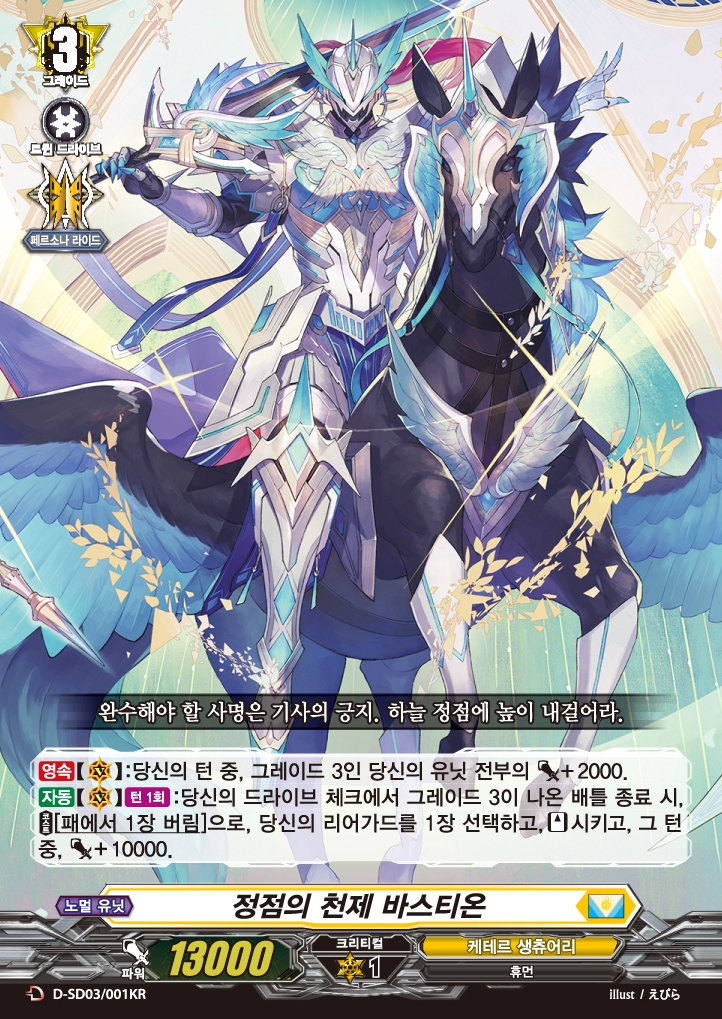 3
그레이드
트윈 드라이브
페르소나 라이드
완수해야 할 사명은 기사의 긍지. 하늘 정점에 높이 내걸어라.
영속【 】:당신의 턴 중, 그레이드 3인 당신의 유닛 전부의 +2000.
자동【 】턴 1회:당신의 드라이브 체크에서 그레이드 3이 나온 배틀 종료 시,
코스트[패에서 1장 버림]으로, 당신의 리어가드를 1장 선택하고, 시키고, 그 턴
중, +10000.
노멀 유닛
정점의 천제 바스티온
파워 13000
크리티컬
1
케테르 생츄어리
휴먼
D-SD03/001KR
illust / えびら